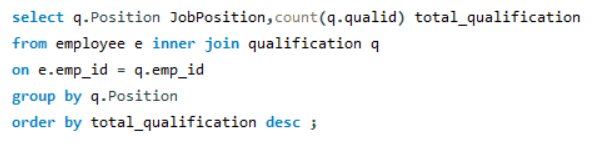 select q.Position JobPosition,count(q.qualid) total_qualification
from employee e inner join qualification q
on e.emp_id = q.emp_id
group by q.Position
order by total_qualification desc ;